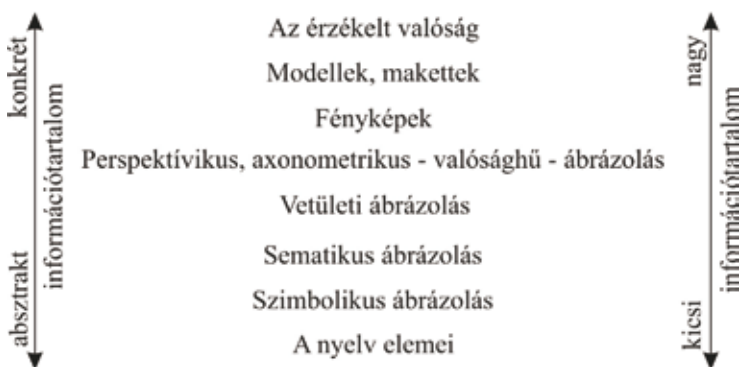 Az érzékelt valóság
Modellek, makettek
Fényképek
Perspektívikus, axonometrikus - valósághű - ábrázolás
Vetületi ábrázolás
Sematikus ábrázolás
Szimbolikus ábrázolás
A nyelv elemei
konkrét
absztrakt
információtartalom
nagy
kicsi
információtartalom